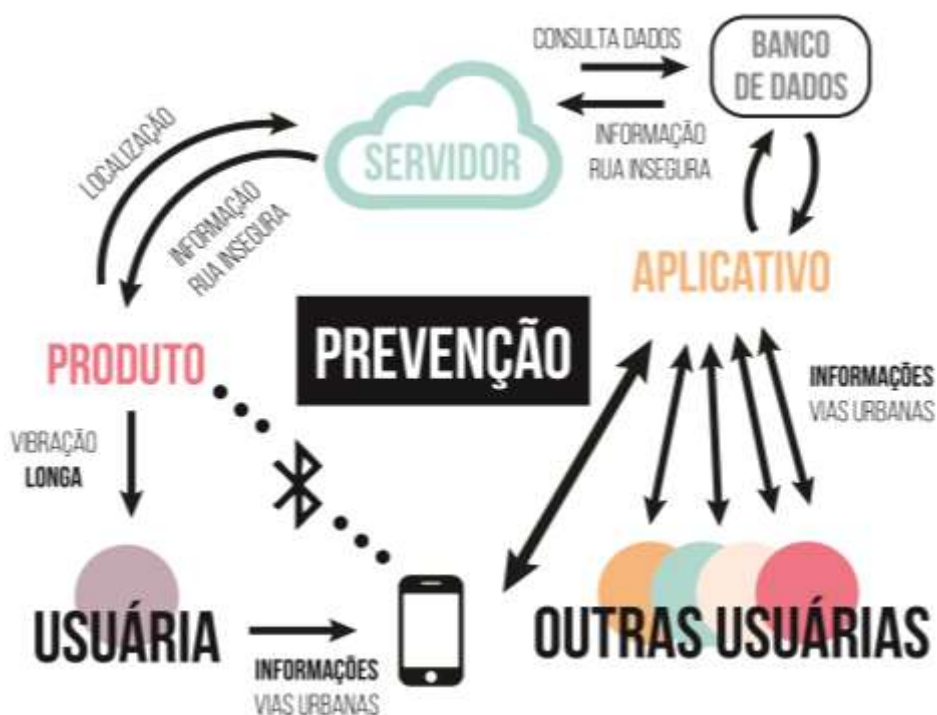 CONSULTA DADOS
BANCO
DE DADOS
SERVIDOR
INFORMAÇÃO
RUA INSEGURA
LOCALIZAÇÃO
INFORMAÇÃO
RUA INSEGURA
APLICATIVO
PREVENÇÃO
PRODUTO
INFORMAÇÕES
VIAS URBANAS
VIBRAÇÃO
LONGA
USUÁRIA
OUTRAS USUÁRIAS
INFORMAÇÕES
VIAS URBANAS